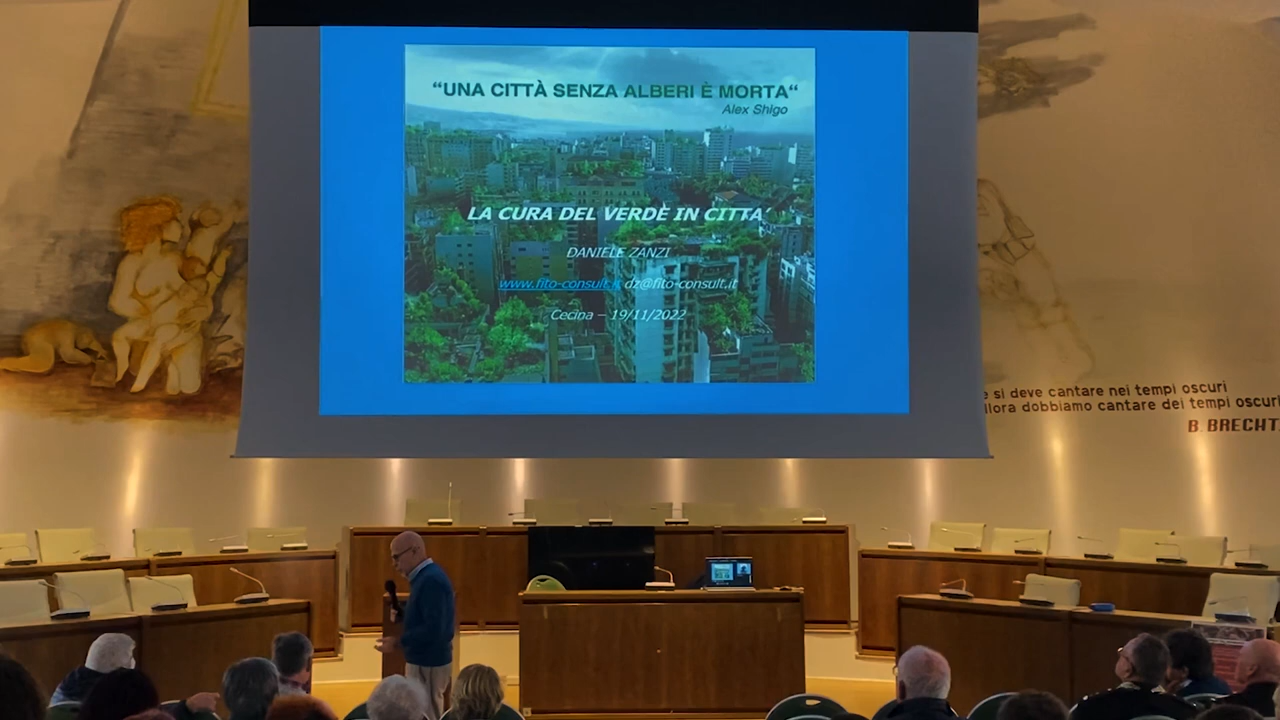 “UNA CITTÀ SENZA ALBERI È MORTA“
Alex Shigo
LA CURA DEL VERDE IN CITTA’
DANIELE ZANZI
www.fito-consult.it dz@fito-consult.it
Cecina – 19/11/2022
e si deve cantare nei tempi oscuri
llora dobbiamo cantare dei tempi oscuri
B. BRECHT